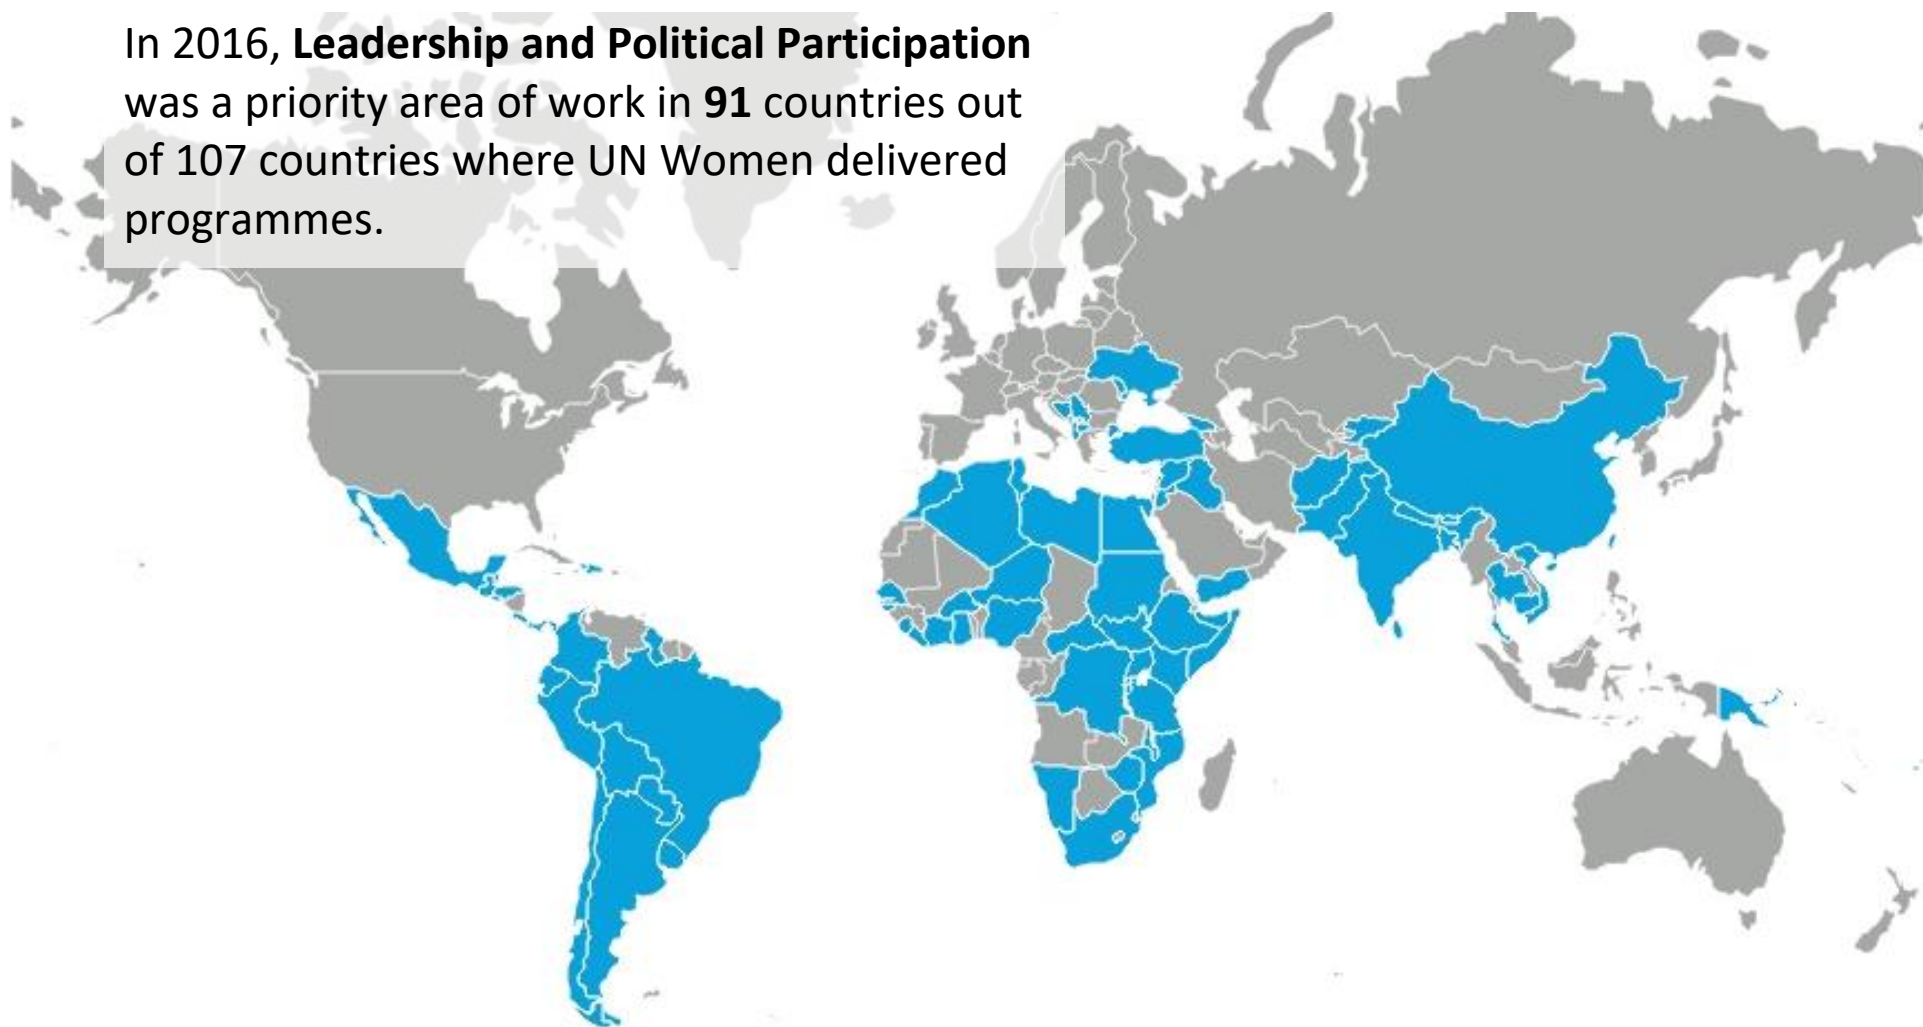 In 2016, Leadership and Political Participation
was a priority area of work in 91 countries out
of 107 countries where UN Women delivered
programmes.